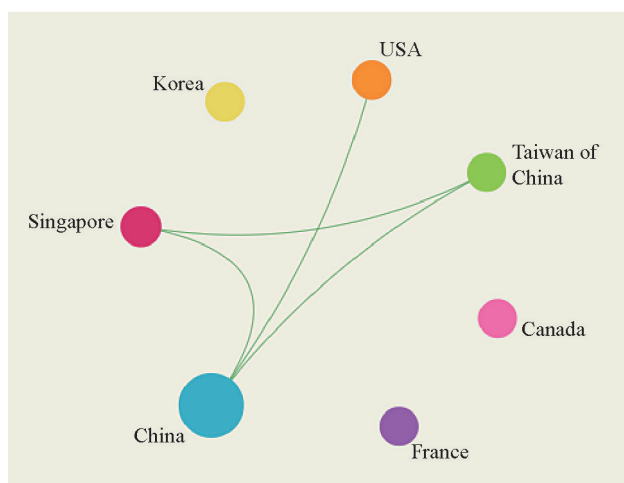 USA
Korea
Taiwan of
China
Singapore
Canada
China
France